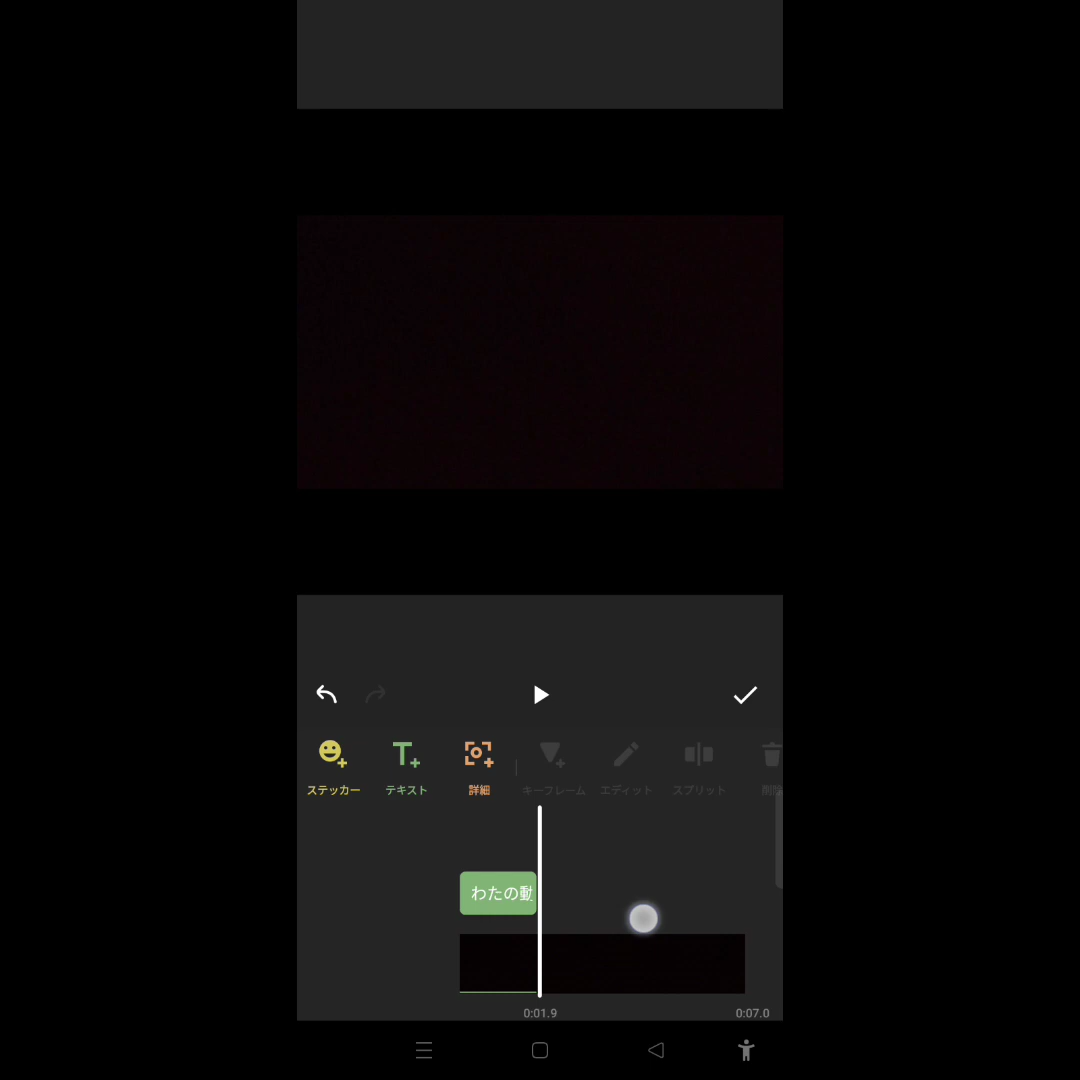 ステッカー
テキスト
詳細
キーフレーム
エディット
スプリット
わたの動
0:01.9
0:07.0